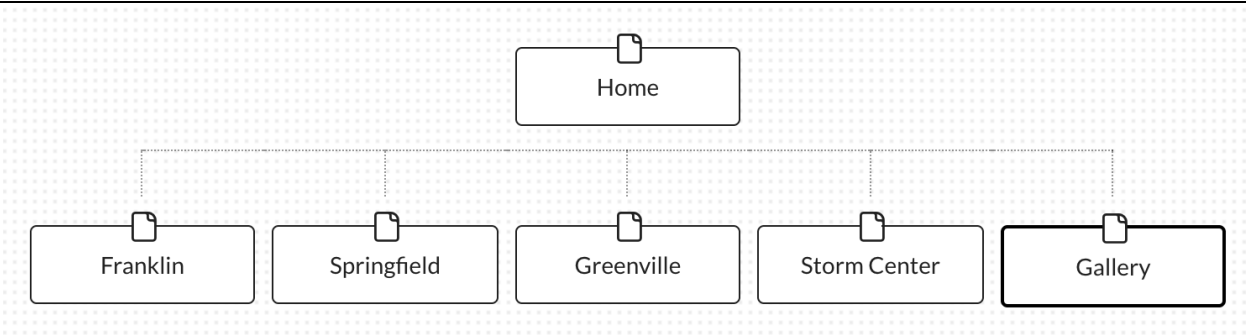 Home
Franklin
Springfield
Greenville
Storm Center
Gallery